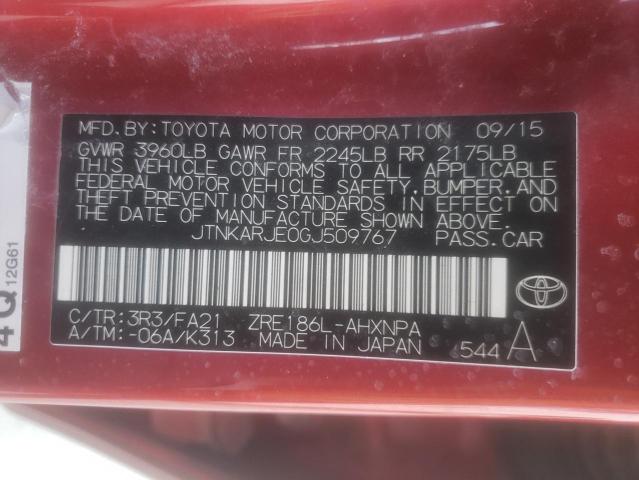 MFD.BY:TOYOTA MOTOR CORPORATION 09/15
GVWR 3960LB GAWR FR 2245LB RR 2175LB
THIS VEHICLE CONFORMS TO ALL APPLICABLE
FEDERAL MOTOR VEHICLE SAFETY,BUMPER,AND
THEFT PREVENTION STANDARDS IN EFFECT ON THE
DATE OF MANUFACTURE SHOWN ABOVE.
JTNKARJE0GJ509767 PASS.CAR
C/TR:3R3/FA21 ZRE186L-AHXNPA
A/TM:-06A/K313 MADE IN JAPAN 544 A
4Q
12G61